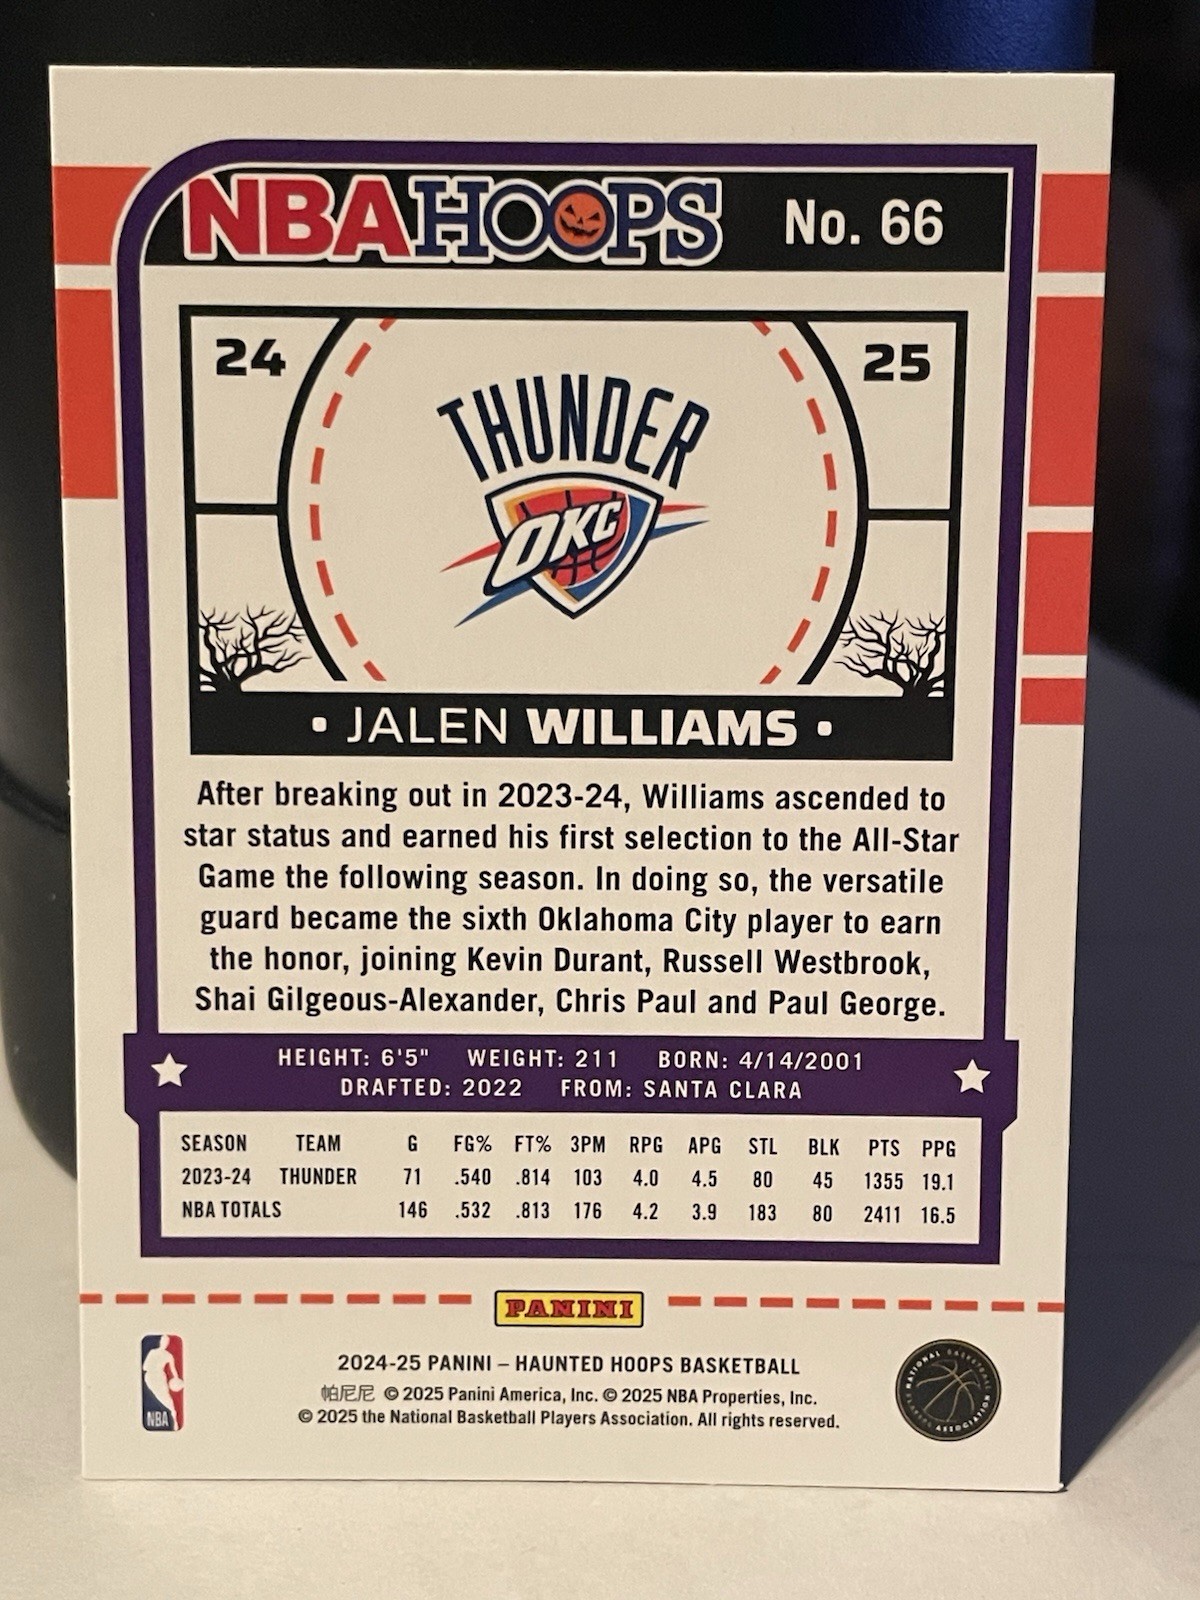 NBA HOOPS No. 66
24 25
THUNDER
OKC
• JALEN WILLIAMS •
After breaking out in 2023-24, Williams ascended to
star status and earned his first selection to the All-Star
Game the following season. In doing so, the versatile
guard became the sixth Oklahoma City player to earn
the honor, joining Kevin Durant, Russell Westbrook,
Shai Gilgeous-Alexander, Chris Paul and Paul George.
HEIGHT: 6'5" WEIGHT: 211 BORN: 4/14/2001
DRAFTED: 2022 FROM: SANTA CLARA
SEASON TEAM G FG% FT% 3PM RPG APG STL BLK PTS PPG
2023-24 THUNDER 71 .540 .814 103 4.0 4.5 80 45 1355 19.1
NBA TOTALS 146 .532 .813 176 4.2 3.9 183 80 2411 16.5
PANINI
2024-25 PANINI – HAUNTED HOOPS BASKETBALL
帕尼尼 © 2025 Panini America, Inc. © 2025 NBA Properties, Inc.
© 2025 the National Basketball Players Association. All rights reserved.
NBA
NATIONAL BASKETBALL PLAYERS ASSOCIATION